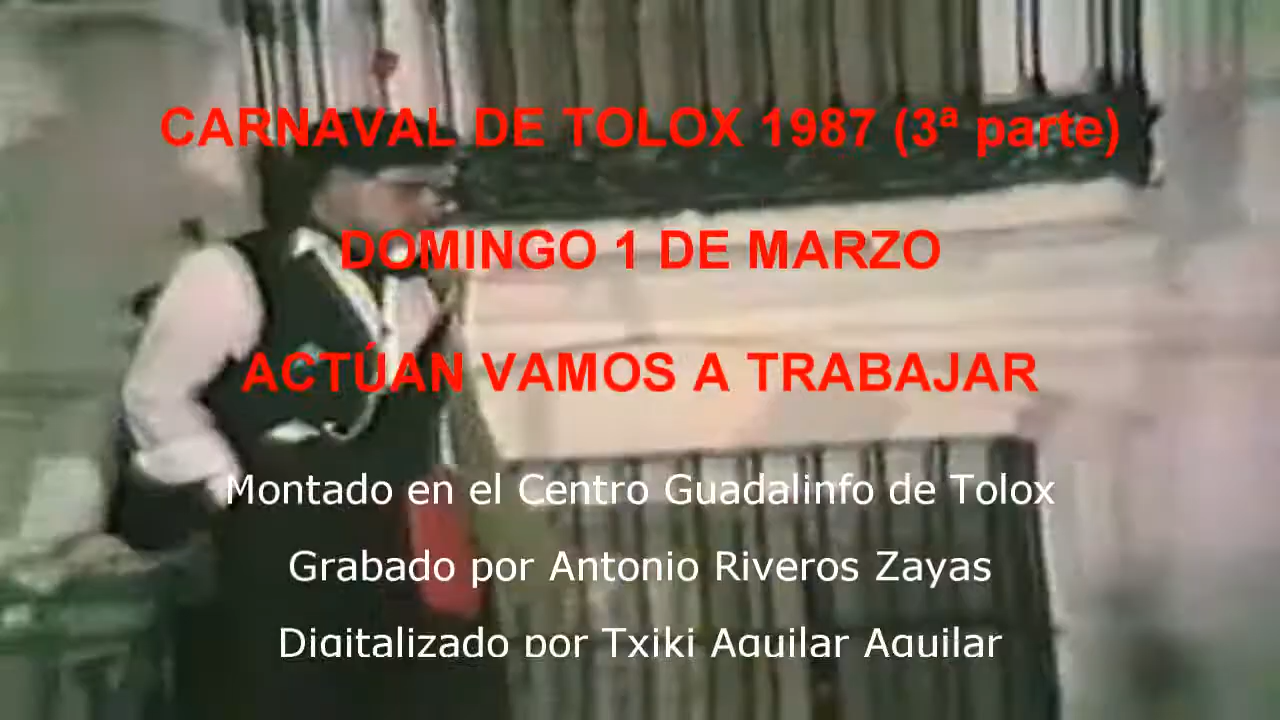 CARNAVAL DE TOLOX 1987 (3ª parte)
DOMINGO 1 DE MARZO
ACTÚAN VAMOS A TRABAJAR
Montado en el Centro Guadalinfo de Tolox
Grabado por Antonio Riveros Zayas
Digitalizado por Txiki Aguilar Aguilar